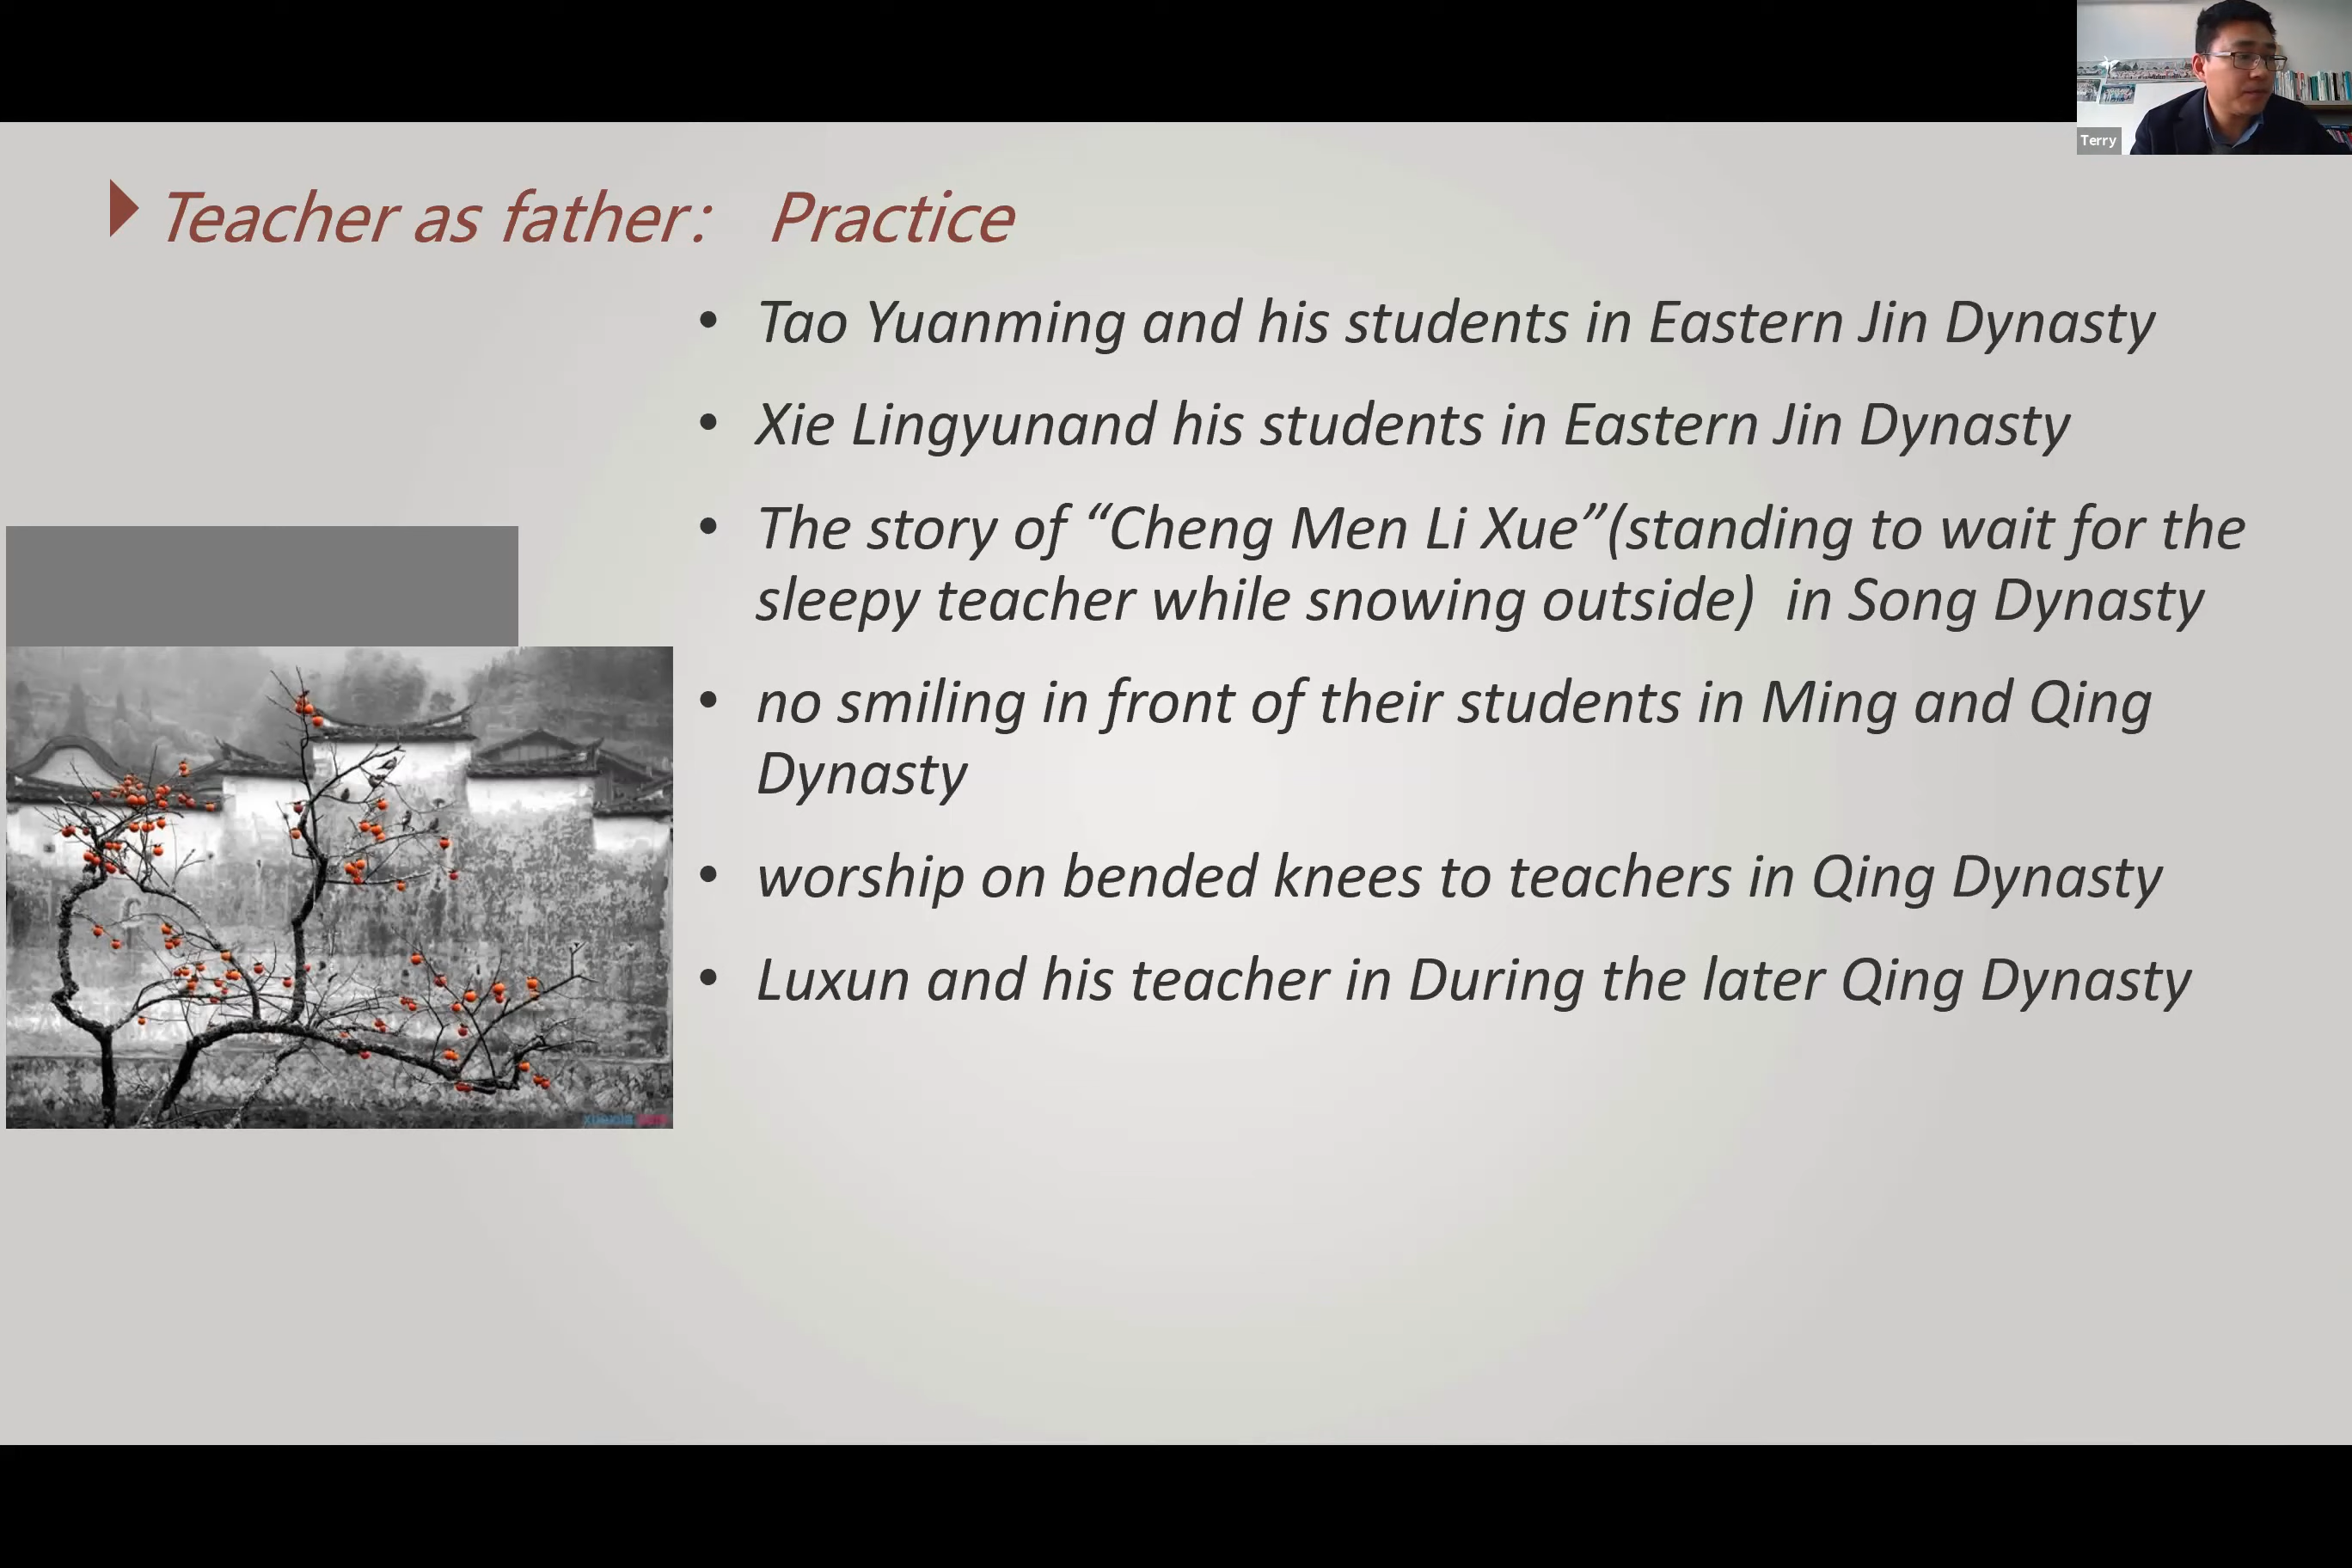 Terry
Teacher as father: Practice
• Tao Yuanming and his students in Eastern Jin Dynasty
• Xie Lingyunand his students in Eastern Jin Dynasty
• The story of “Cheng Men Li Xue”(standing to wait for the
sleepy teacher while snowing outside) in Song Dynasty
• no smiling in front of their students in Ming and Qing
Dynasty
• worship on bended knees to teachers in Qing Dynasty
• Luxun and his teacher in During the later Qing Dynasty